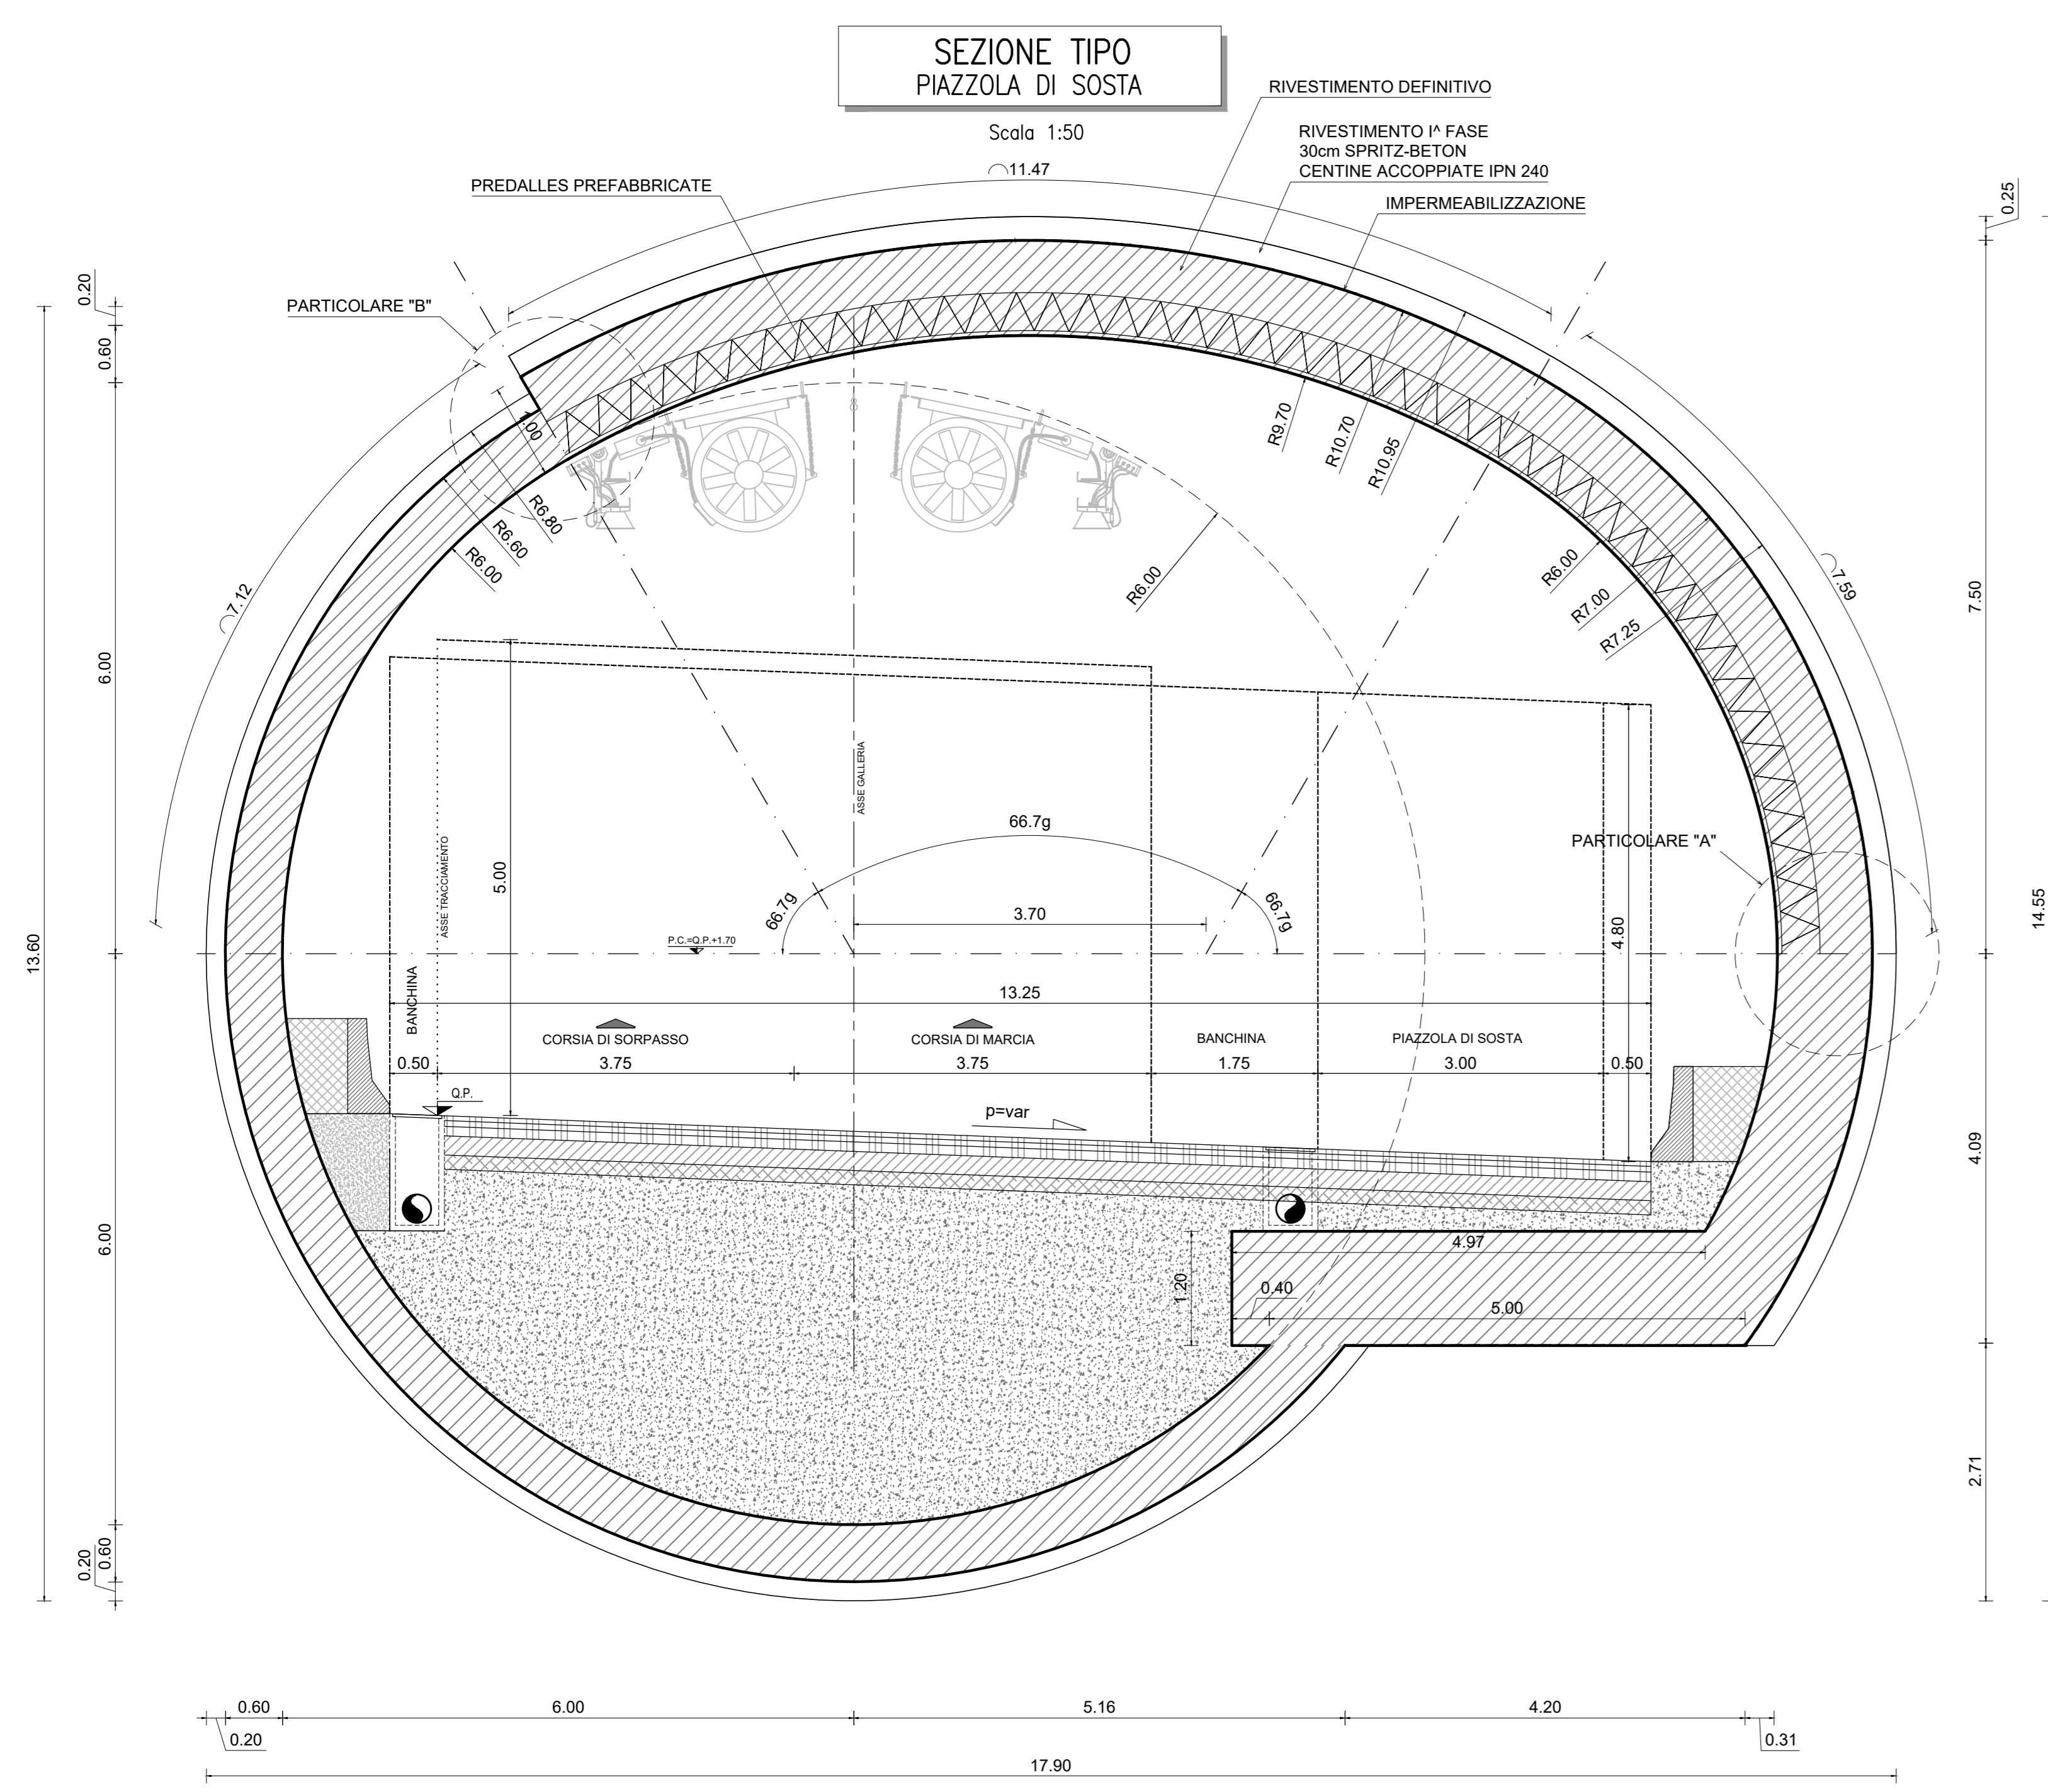 SEZIONE TIPO
PIAZZOLA DI SOSTA
Scala 1:50
RIVESTIMENTO DEFINITIVO
RIVESTIMENTO I^ FASE
30cm SPRITZ-BETON
CENTINE ACCOPPIATE IPN 240
IMPERMEABILIZZAZIONE
11.47
PREDALLES PREFABBRICATE
PARTICOLARE "B"
0.25
0.20
0.60
1.00
R6.80
R6.60
R6.00
R9.70
R10.70
R10.95
R6.00
R6.00
R7.00
R7.25
7.12
7.59
7.50
6.00
5.00
ASSE GALLERIA
ASSE TRACCIAMENTO
66.7g
66.7g
66.7g
3.70
PARTICOLARE "A"
4.80
14.55
13.60
P.C.=Q.P.+1.70
13.25
BANCHINA
CORSIA DI SORPASSO
CORSIA DI MARCIA
BANCHINA
PIAZZOLA DI SOSTA
0.50
3.75
3.75
1.75
3.00
0.50
Q.P.
p=var
4.09
6.00
4.97
1.20
0.40
5.00
2.71
0.20
0.60
0.60
6.00
5.16
4.20
0.20
0.31
17.90